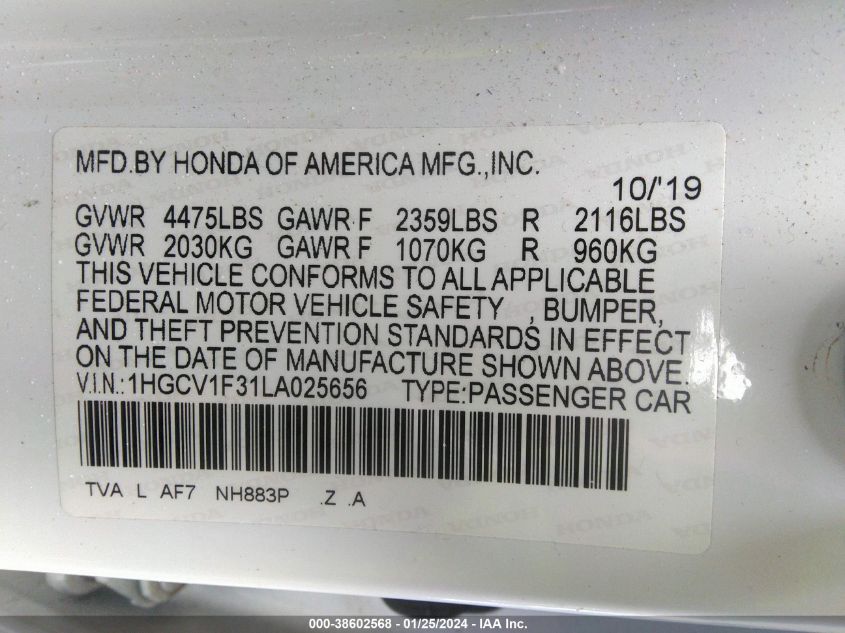 MFD.BY HONDA OF AMERICA MFG.,INC.
10/'19
GVWR 4475LBS GAWR F 2359LBS R 2116LBS
GVWR 2030KG GAWR F 1070KG R 960KG
THIS VEHICLE CONFORMS TO ALL APPLICABLE
FEDERAL MOTOR VEHICLE SAFETY , BUMPER,
AND THEFT PREVENTION STANDARDS IN EFFECT
ON THE DATE OF MANUFACTURE SHOWN ABOVE.
V.I.N.:1HGCV1F31LA025656 TYPE:PASSENGER CAR
TVA L AF7 NH883P .Z .A
000-38602568 - 01/25/2024 - IAA Inc.